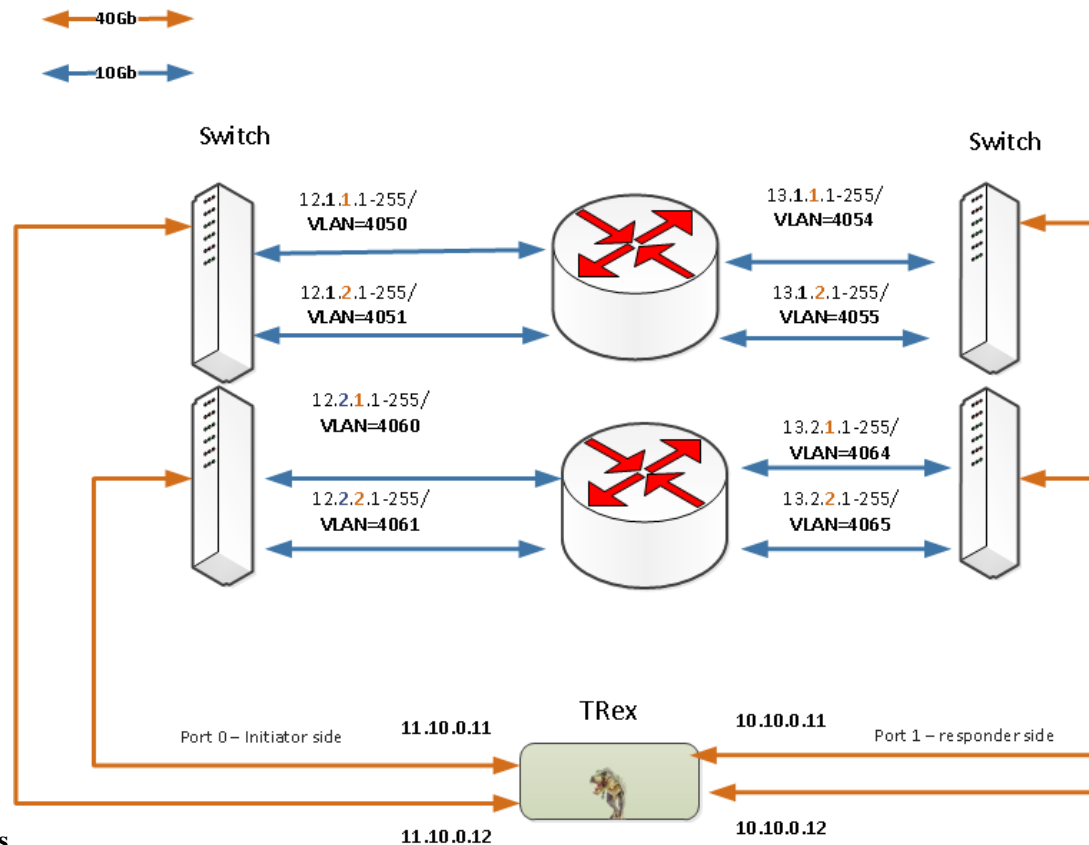 40Gb
10Gb
Switch
Switch
12.1.1.1-255/
VLAN=4050
13.1.1.1-255/
VLAN=4054
12.1.2.1-255/
VLAN=4051
13.1.2.1-255/
VLAN=4055
12.2.1.1-255/
VLAN=4060
13.2.1.1-255/
VLAN=4064
12.2.2.1-255/
VLAN=4061
13.2.2.1-255/
VLAN=4065
TRex
Port 0 – Initiator side
11.10.0.11
10.10.0.11
Port 1 – responder side
11.10.0.12
10.10.0.12
s